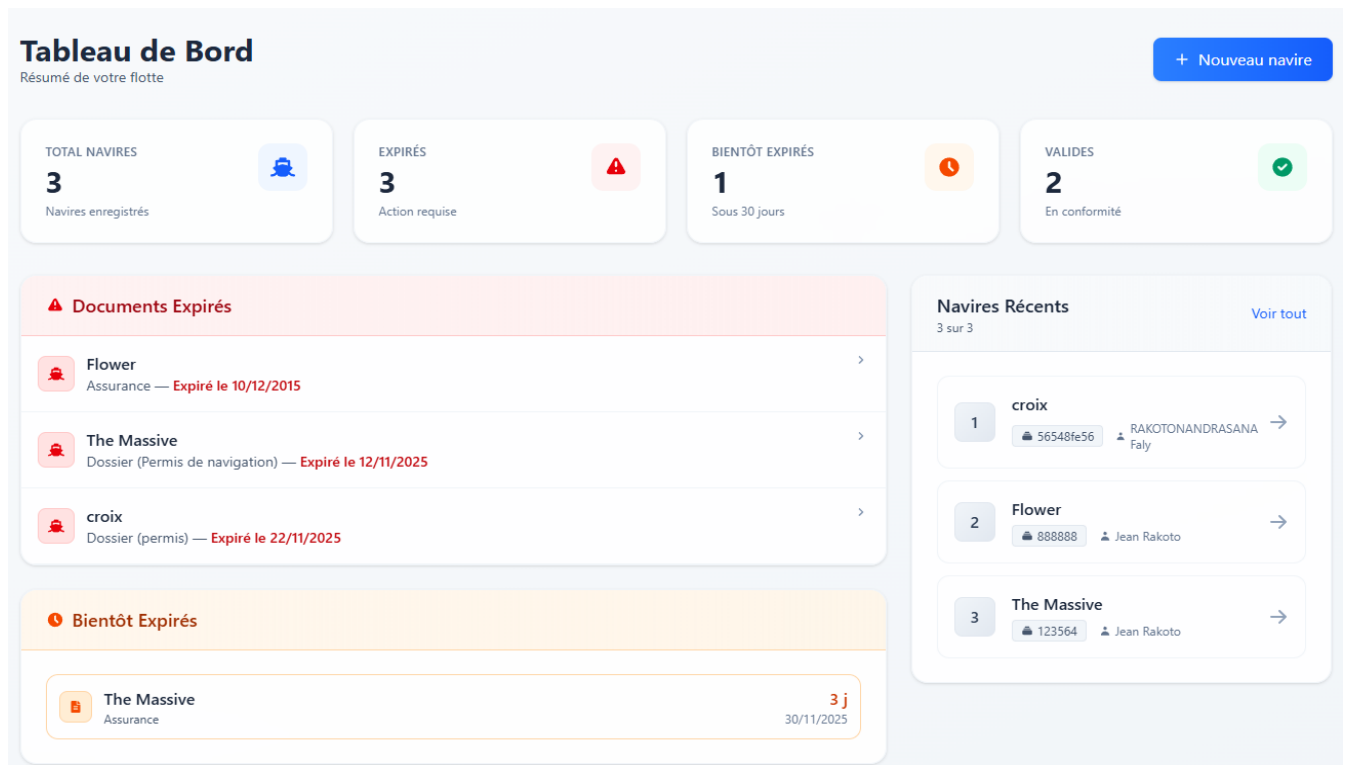 Tableau de Bord
Résumé de votre flotte
+ Nouveau navire
TOTAL NAVIRES
3
Navires enregistrés
EXPIRÉS
3
Action requise
BIENTÔT EXPIRÉS
1
Sous 30 jours
VALIDES
2
En conformité
Documents Expirés
Flower
Assurance — Expiré le 10/12/2015
The Massive
Dossier (Permis de navigation) — Expiré le 12/11/2025
croix
Dossier (permis) — Expiré le 22/11/2025
Bientôt Expirés
The Massive
3 j
Assurance
30/11/2025
Navires Récents
3 sur 3
Voir tout
1
croix
56548fe56
RAKOTONANDRASANA
Faly
2
Flower
888888
Jean Rakoto
3
The Massive
123564
Jean Rakoto